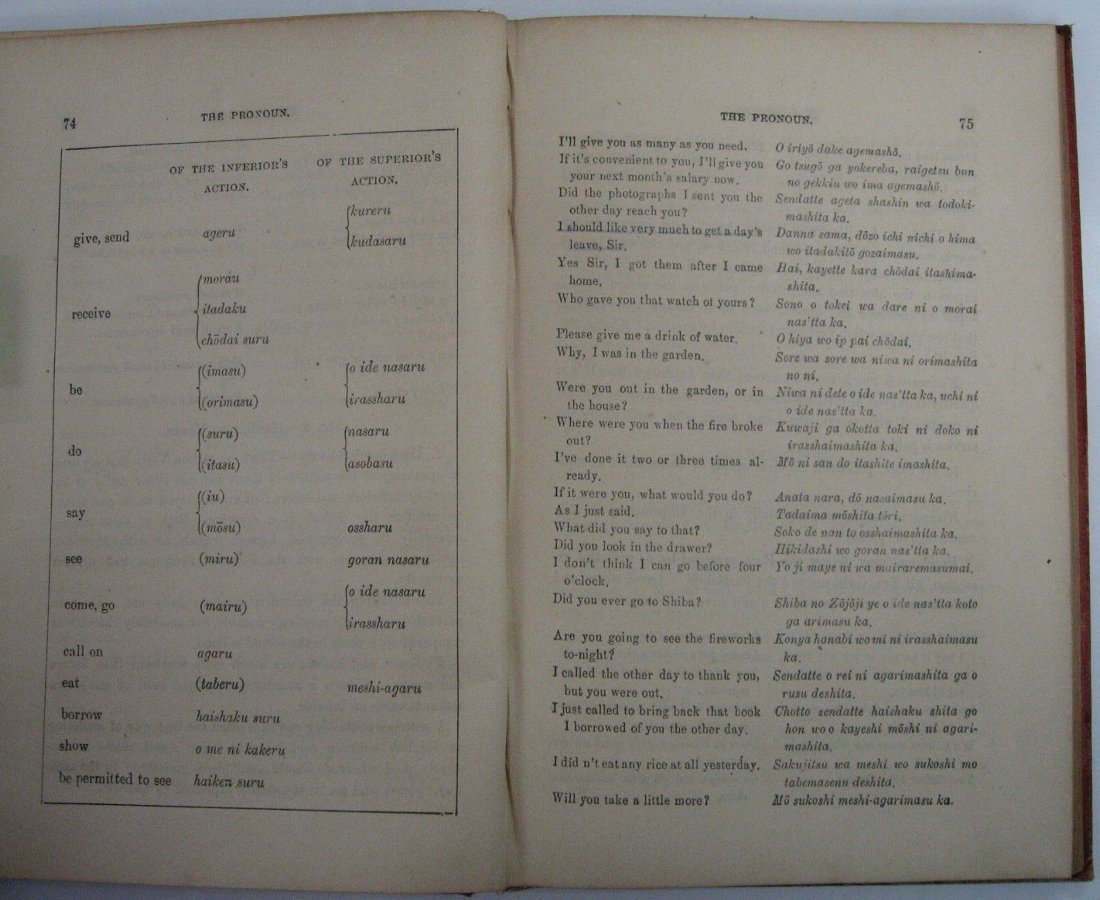 74
THE PRONOUN.
OF THE INFERIOR'S OF THE SUPERIOR'S
ACTION. ACTION.
give, send ageru kureru
kudasaru
receive morau
itadaku
chōdai suru
be (imasu) o ide nasaru
(orimasu) irassharu
do (suru) nasaru
(itasu) asobasu
say (iu)
(mōsu) ossharu
see (miru) goran nasaru
come, go (mairu) o ide nasaru
irassharu
call on agaru
eat (taberu) meshi-agaru
borrow haishaku suru
show o me ni kakeru
be permitted to see haiken suru
THE PRONOUN.
75
I'll give you as many as you need. O iriyō dake agemashō.
If it's convenient to you, I'll give you Go tsugō ga yokereba, raigetsu bun
your next month's salary now. no gekkiu wo ima agemashō.
Did the photographs I sent you the Sendatte ageta shashin wa todoki-
other day reach you? mashita ka.
I should like very much to get a day's Danna sama, dōzo ichi nichi o hima
leave, Sir. wo itadakitō gozaimasu.
Yes Sir, I got them after I came Hai, kayette kara chōdai itashima-
home. shita.
Who gave you that watch of yours? Sono o tokei wa dare ni o morai
nas'tta ka.
Please give me a drink of water. O hiya wo ip pai chōdai.
Why, I was in the garden. Sore wa sore wa niwa ni orimashita
no ni.
Were you out in the garden, or in Niwa ni dete o ide nas'tta ka, uchi ni
the house? o ide nas'tta ka.
Where were you when the fire broke Kuwaji ga okotta toki ni doko ni
out? irasshaimashita ka.
I've done it two or three times al- Mō ni san do itashite imashita.
ready.
If it were you, what would you do? Anata nara, dō nasaimasu ka.
As I just said. Tadaima mōshita tōri.
What did you say to that? Soko de nan to osshaimashita ka.
Did you look in the drawer? Hikidashi wo goran nas'tta ka.
I don't think I can go before four Yo ji maye ni wa mairaremasumai.
o'clock.
Did you ever go to Shiba? Shiba no Zōjōji ye o ide nas'tta koto
ga arimasu ka.
Are you going to see the fireworks Konya hanabi wo mi ni irasshaimasu
to-night? ka.
I called the other day to thank you, Sendatte o rei ni agarimashita ga o
but you were out. rusu deshita.
I just called to bring back that book Chotto sendatte haishaku shita go
I borrowed of you the other day. hon wo o kayeshi mōshi ni agari-
mashita.
I did n't eat any rice at all yesterday. Sakujitsu wa meshi wo sukoshi mo
tabemasenu deshita.
Will you take a little more? Mō sukoshi meshi-agarimasu ka.